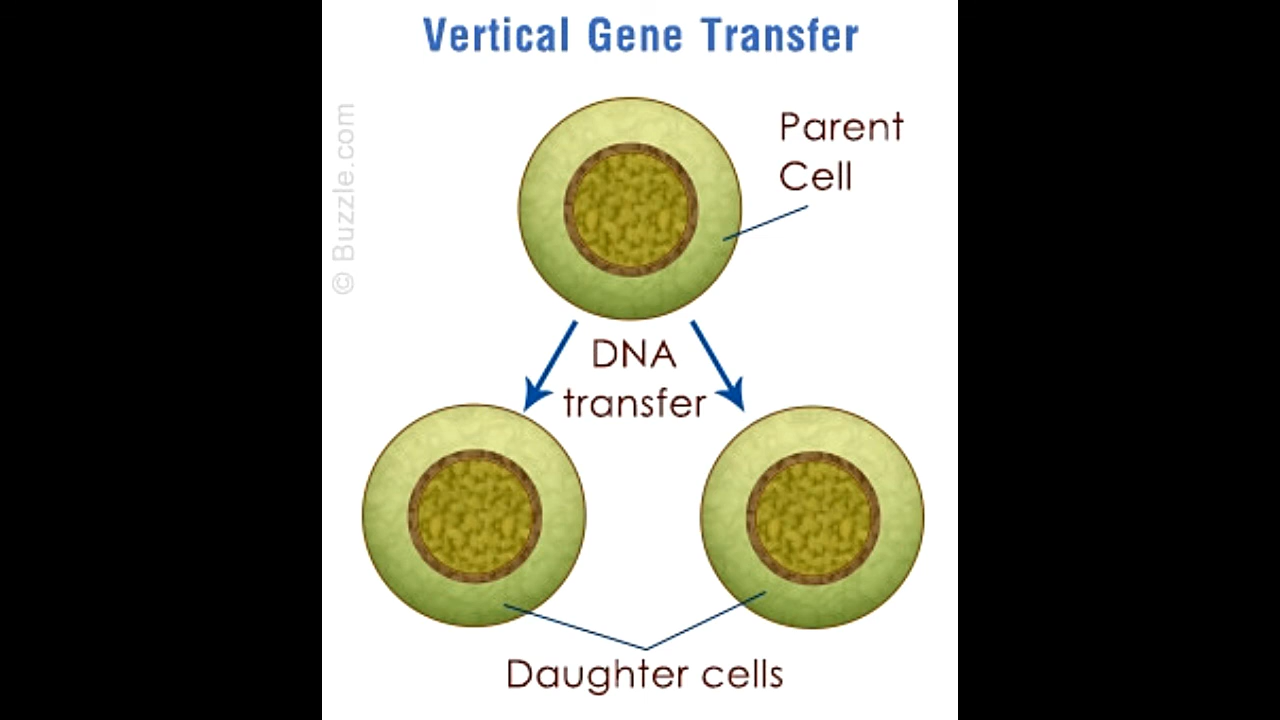 Vertical Gene Transfer
© Buzzle.com
Parent
Cell
DNA
transfer
Daughter cells